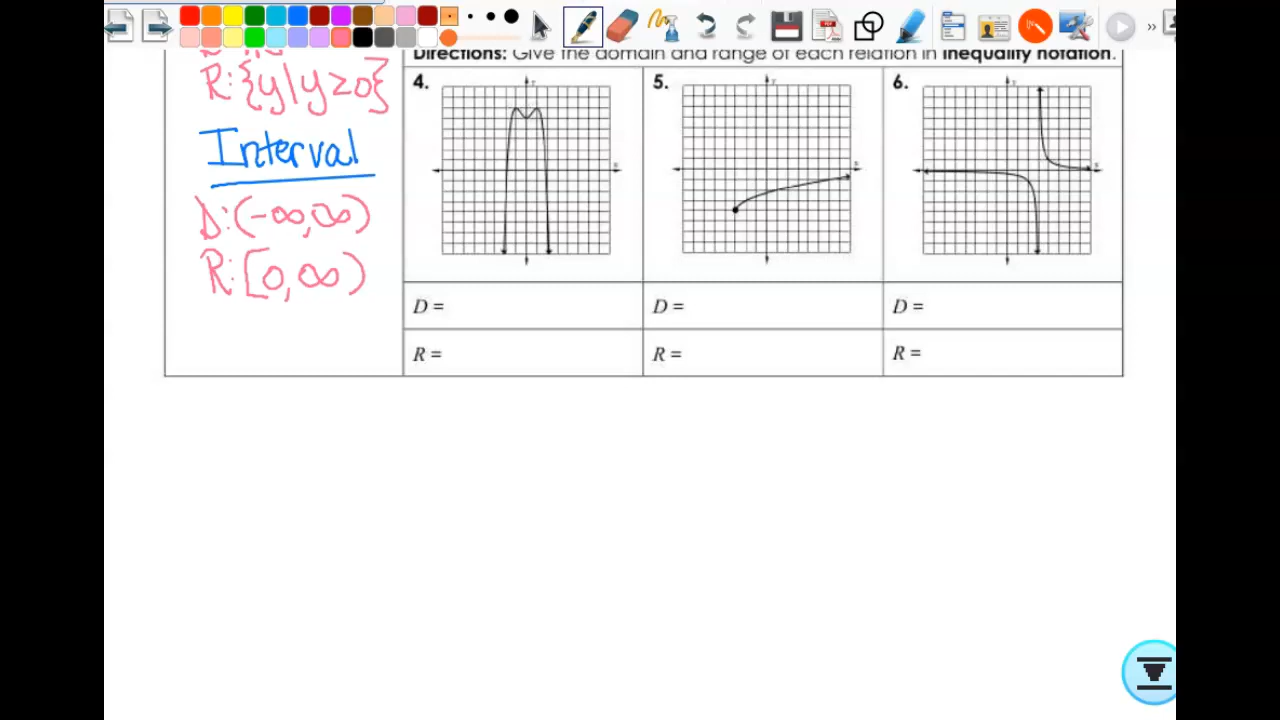 Directions: Give the domain and range of each relation in inequality notation.
R: {y|y≥0}
Interval
D: (-∞,∞)
R: [0,∞)
4.
5.
6.
y
x
y
x
y
x
D =
D =
D =
R =
R =
R =